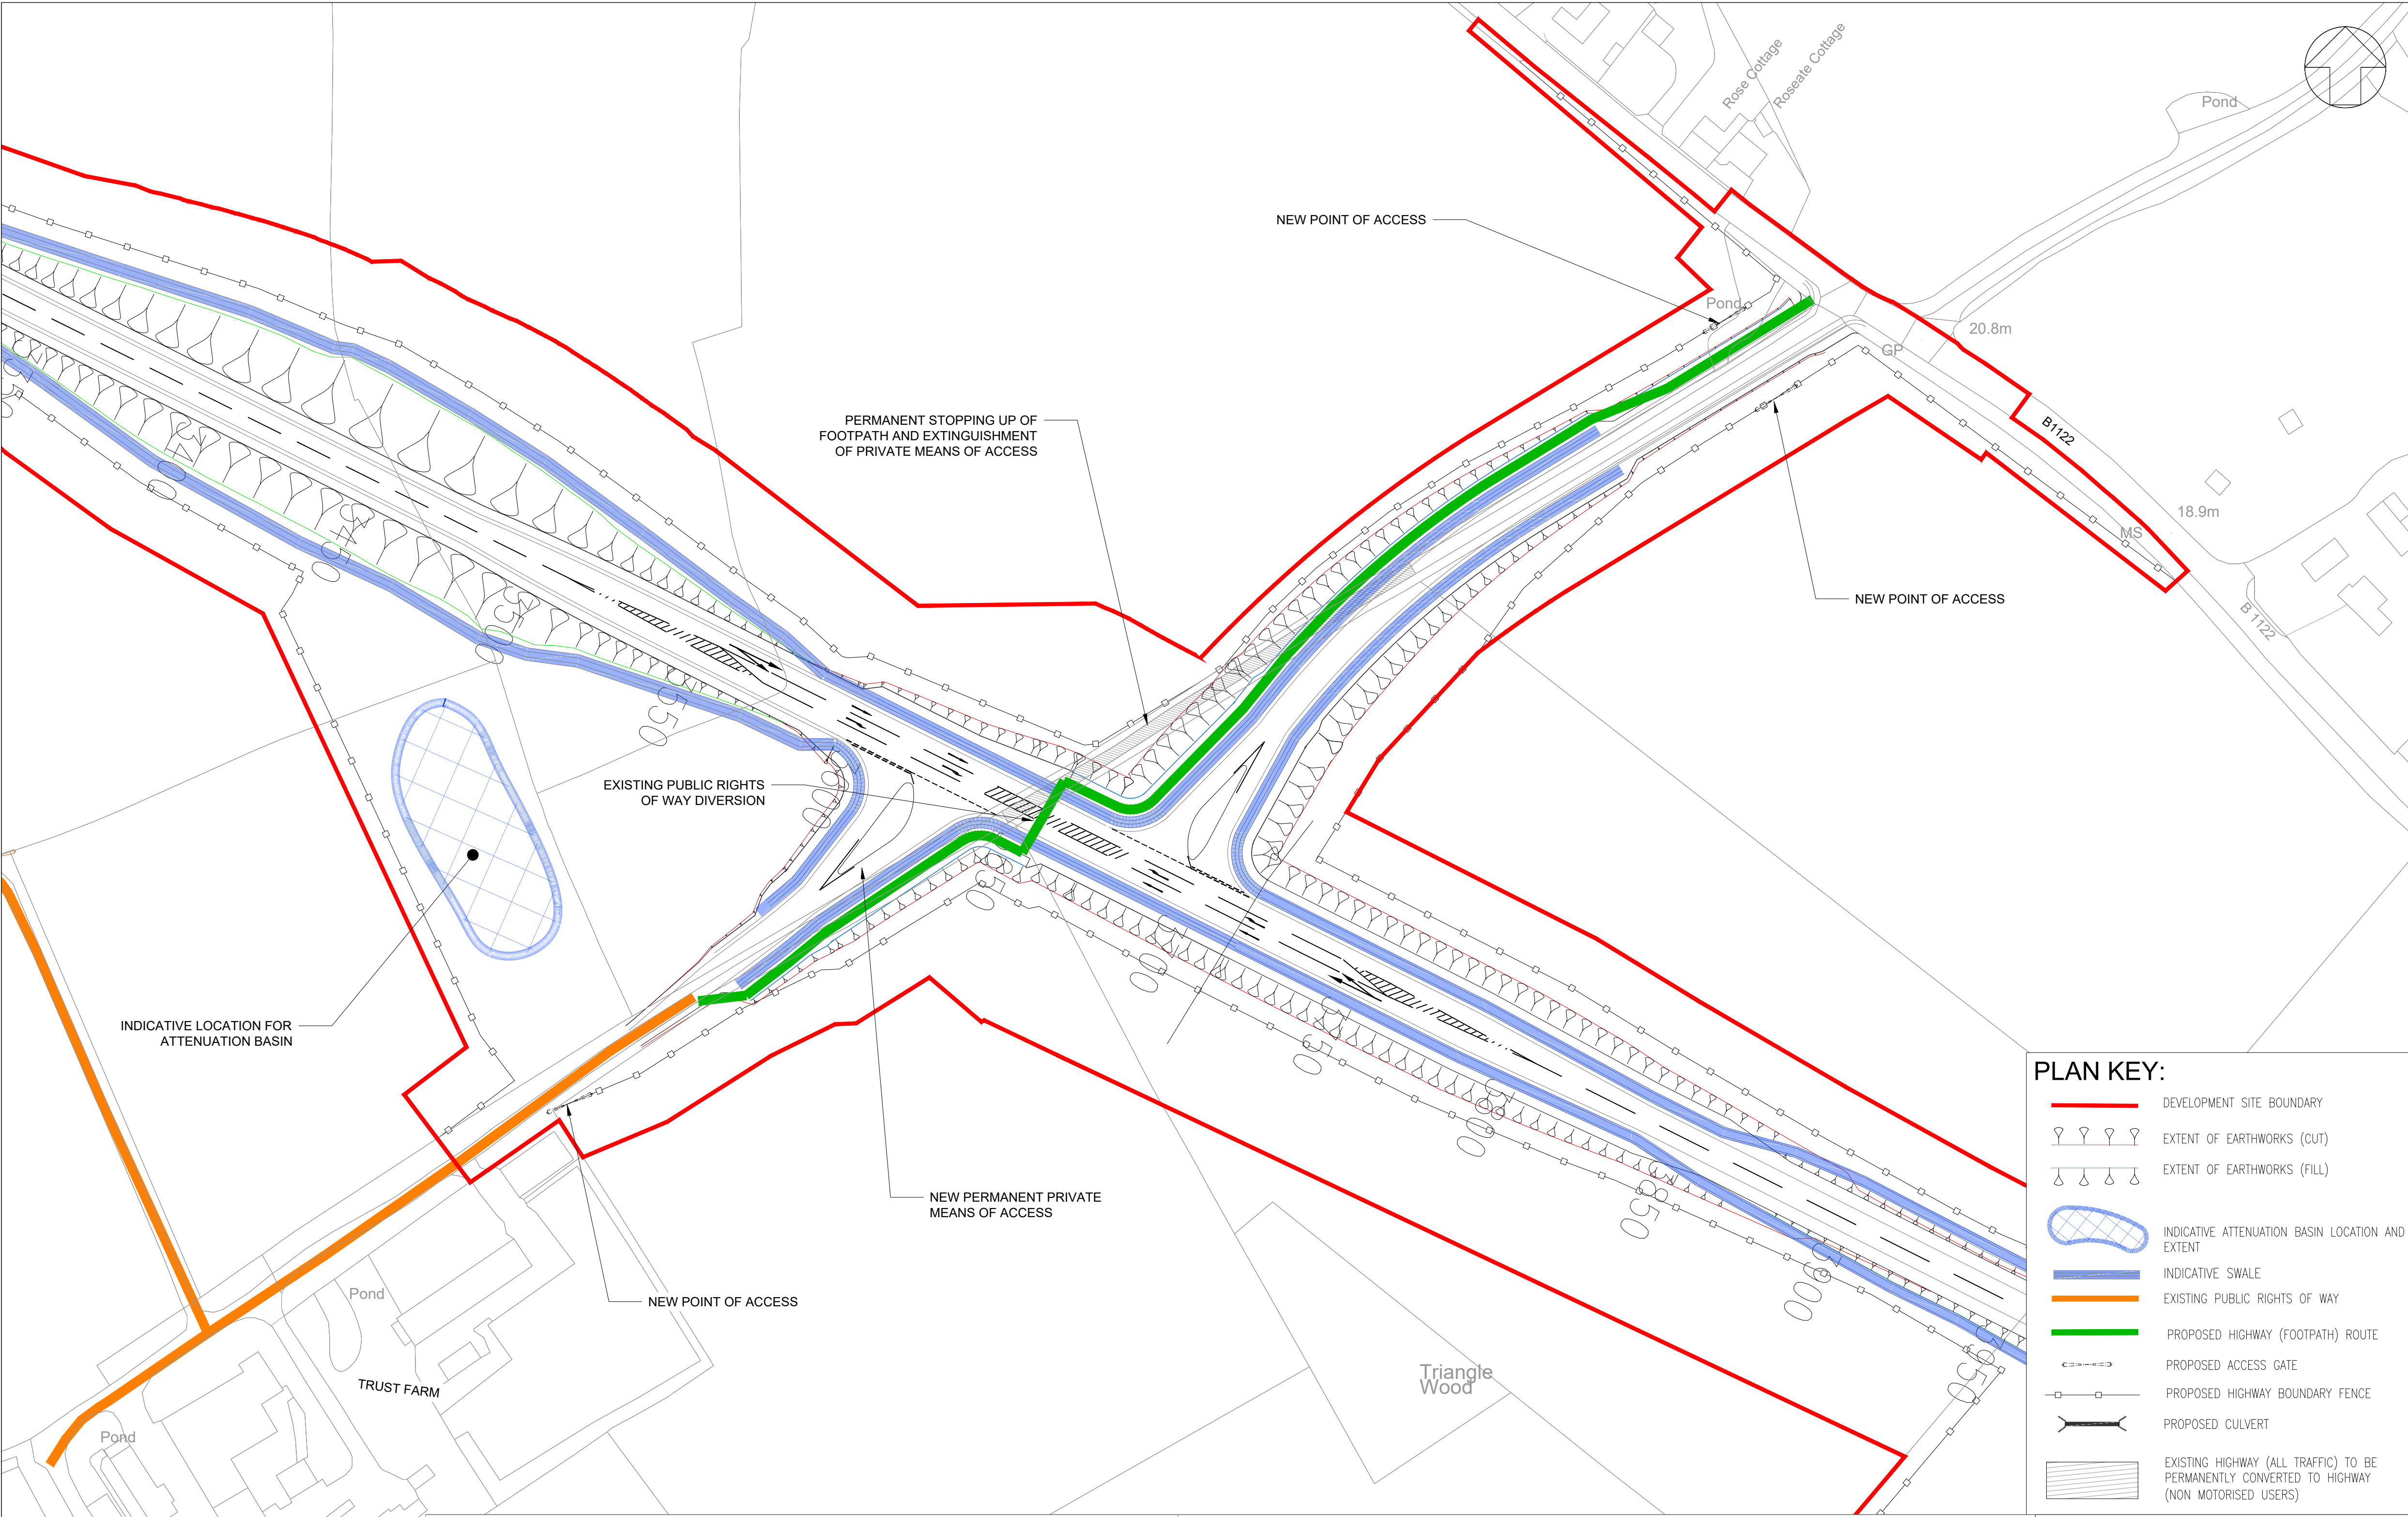 Rose Cottage
Roseate Cottage
Pond
NEW POINT OF ACCESS
Pond
20.8m
GP
PERMANENT STOPPING UP OF
FOOTPATH AND EXTINGUISHMENT
OF PRIVATE MEANS OF ACCESS
B1122
18.9m
MS
B 1122
NEW POINT OF ACCESS
EXISTING PUBLIC RIGHTS
OF WAY DIVERSION
INDICATIVE LOCATION FOR
ATTENUATION BASIN
NEW PERMANENT PRIVATE
MEANS OF ACCESS
NEW POINT OF ACCESS
Pond
TRUST FARM
Pond
Triangle
Wood
PLAN KEY:
DEVELOPMENT SITE BOUNDARY
EXTENT OF EARTHWORKS (CUT)
EXTENT OF EARTHWORKS (FILL)
INDICATIVE ATTENUATION BASIN LOCATION AND
EXTENT
INDICATIVE SWALE
EXISTING PUBLIC RIGHTS OF WAY
PROPOSED HIGHWAY (FOOTPATH) ROUTE
PROPOSED ACCESS GATE
PROPOSED HIGHWAY BOUNDARY FENCE
PROPOSED CULVERT
EXISTING HIGHWAY (ALL TRAFFIC) TO BE
PERMANENTLY CONVERTED TO HIGHWAY
(NON MOTORISED USERS)